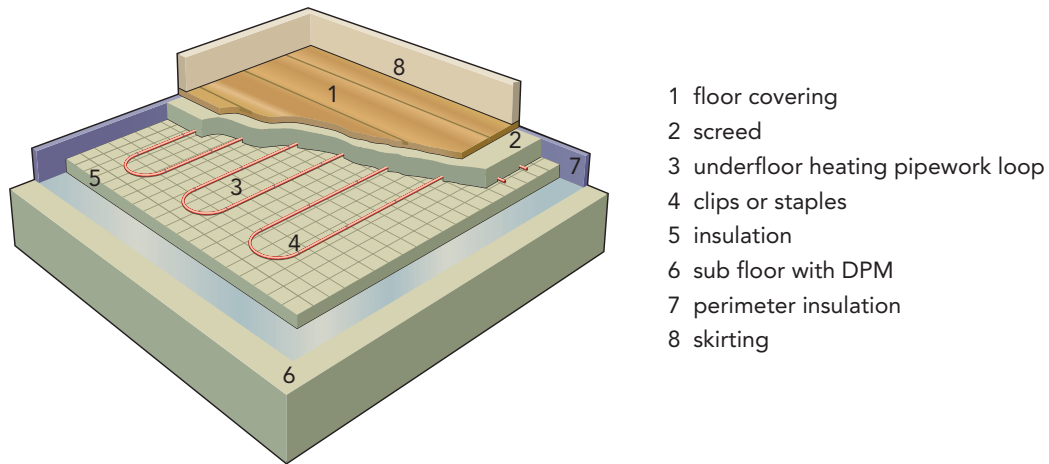 8
1
2
7
5
3
4
6
1 floor covering
2 screed
3 underfloor heating pipework loop
4 clips or staples
5 insulation
6 sub floor with DPM
7 perimeter insulation
8 skirting